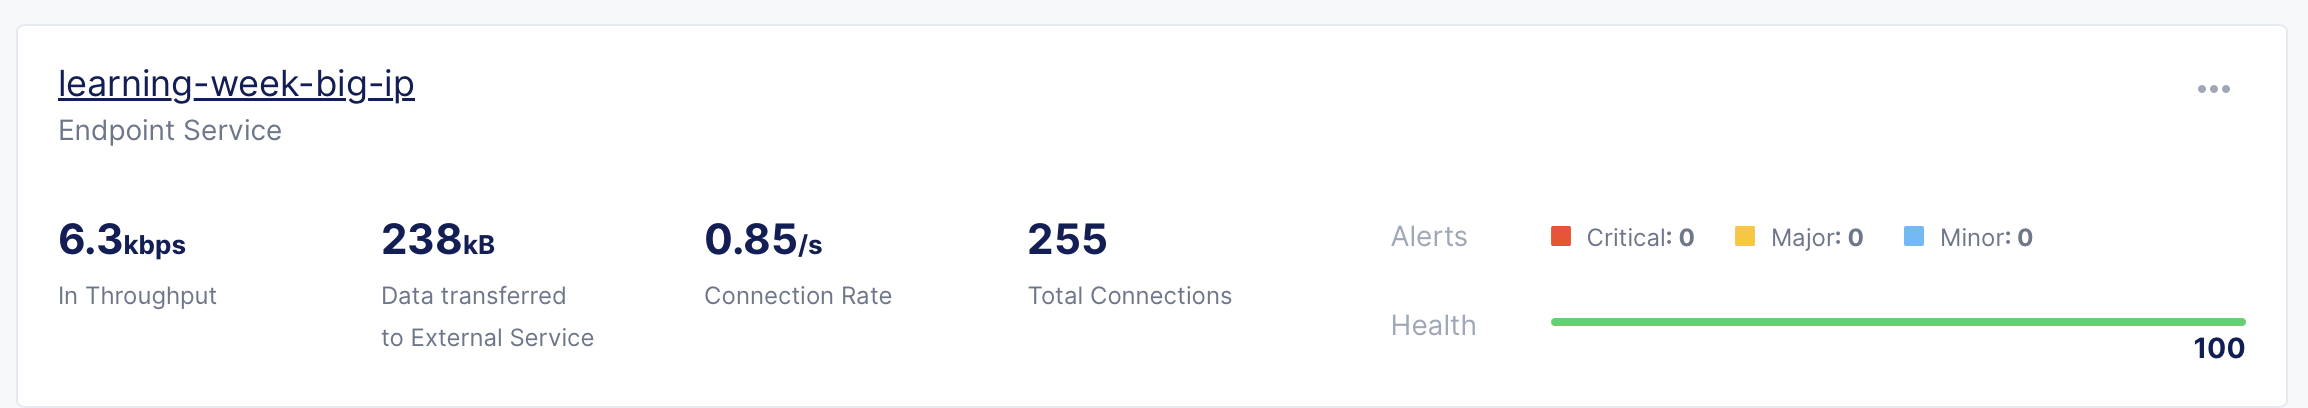 learning-week-big-ip
Endpoint Service
6.3kbps
In Throughput
238kB
Data transferred
to External Service
0.85/s
Connection Rate
255
Total Connections
Alerts
Critical: 0
Major: 0
Minor: 0
Health
100